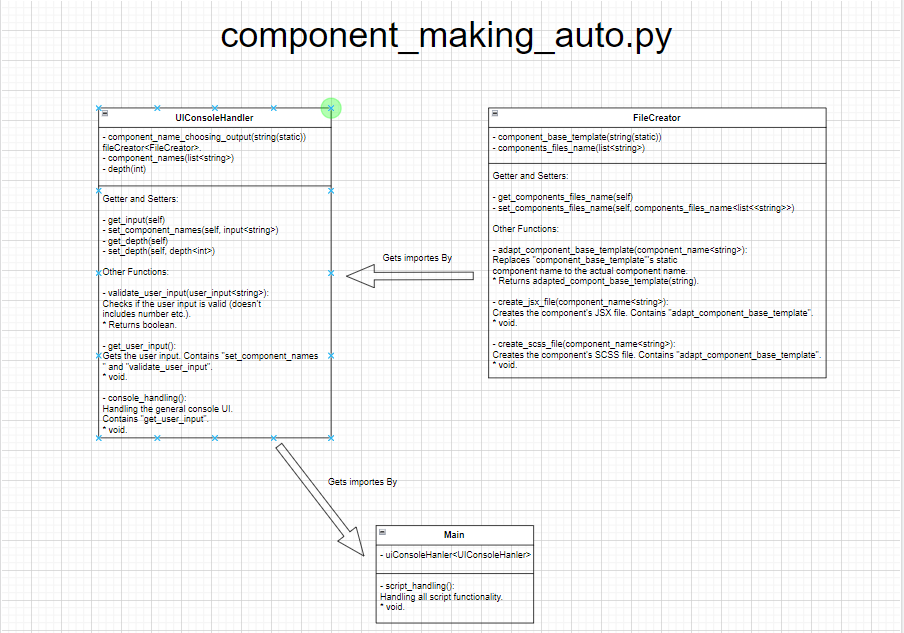 component_making_auto.py
UIConsoleHandler
- component_name_choosing_output(string(static))
fileCreator<FileCreator>.
- component_names(list<string>)
- depth(int)
Getter and Setters:
- get_input(self)
- set_component_names(self, input<string>)
- get_depth(self)
- set_depth(self, depth<int>)
Other Functions:
- validate_user_input(user_input<string>):
Checks if the user input is valid (doesn't
includes number etc.).
* Returns boolean.
- get_user_input():
Gets the user input. Contains "set_component_names
" and "validate_user_input".
* void.
- console_handling():
Handling the general console UI.
Contains "get_user_input".
* void.
FileCreator
- component_base_template(string(static))
- components_files_name(list<string>)
Getter and Setters:
- get_components_files_name(self)
- set_components_files_name(self, components_files_name<list<<string>>)
Other Functions:
- adapt_component_base_template(component_name<string>):
Replaces "component_base_template"'s static
component name to the actual component name.
* Returns adapted_compont_base_template(string).
- create_jsx_file(component_name<string>):
Creates the component's JSX file. Contains "adapt_component_base_template".
* void.
- create_scss_file(component_name<string>):
Creates the component's SCSS file. Contains "adapt_component_base_template".
* void.
Gets importes By
Gets importes By
Main
- uiConsoleHanler<UIConsoleHanler>
- script_handling():
Handling all script functionality.
* void.